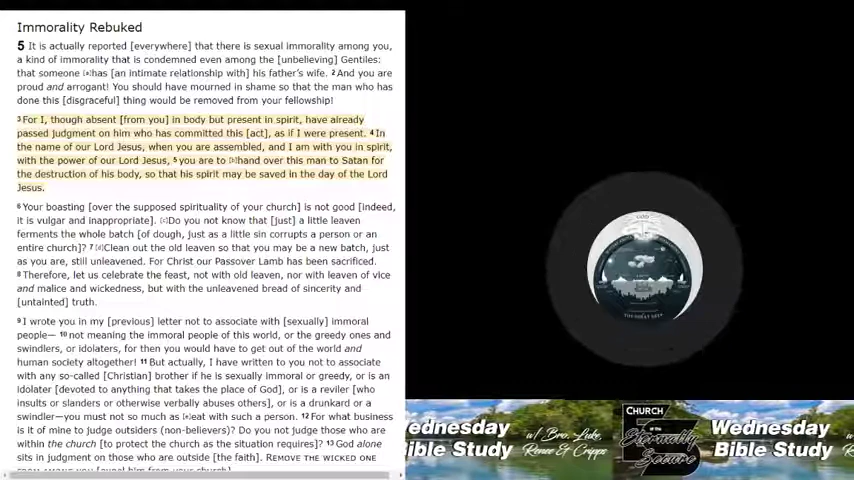 Immorality Rebuked
5 It is actually reported [everywhere] that there is sexual immorality among you,
a kind of immorality that is condemned even among the [unbelieving] Gentiles:
that someone [a]has [an intimate relationship with] his father's wife. 2 And you are
proud and arrogant! You should have mourned in shame so that the man who has
done this [disgraceful] thing would be removed from your fellowship!
3 For I, though absent [from you] in body but present in spirit, have already
passed judgment on him who has committed this [act], as if I were present. 4 In
the name of our Lord Jesus, when you are assembled, and I am with you in spirit,
with the power of our Lord Jesus, 5 you are to [b]hand over this man to Satan for
the destruction of his body, so that his spirit may be saved in the day of the Lord
Jesus.
6 Your boasting [over the supposed spirituality of your church] is not good [indeed,
it is vulgar and inappropriate]. [c]Do you not know that [just] a little leaven
ferments the whole batch [of dough, just as a little sin corrupts a person or an
entire church]? 7 [d]Clean out the old leaven so that you may be a new batch, just
as you are, still unleavened. For Christ our Passover Lamb has been sacrificed.
8 Therefore, let us celebrate the feast, not with old leaven, nor with leaven of vice
and malice and wickedness, but with the unleavened bread of sincerity and
[untainted] truth.
9 I wrote you in my [previous] letter not to associate with [sexually] immoral
people— 10 not meaning the immoral people of this world, or the greedy ones and
swindlers, or idolaters, for then you would have to get out of the world and
human society altogether! 11 But actually, I have written to you not to associate
with any so-called [Christian] brother if he is sexually immoral or greedy, or is an
idolater [devoted to anything that takes the place of God], or is a reviler [who
insults or slanders or otherwise verbally abuses others], or is a drunkard or a
swindler—you must not so much as [e]eat with such a person. 12 For what business
is it of mine to judge outsiders (non-believers)? Do you not judge those who are
within the church [to protect the church as the situation requires]? 13 God alone
sits in judgment on those who are outside [the faith]. REMOVE THE WICKED ONE
FROM AMONG YOU [expel him from your church].
GOD
THE GREAT DEEP
ednesday
Bible Study
w/ Bro. Luke,
Renee & Cripps
CHURCH
of the
Eternally
Secure
Wednesday
Bible Study
w/ B
Ren